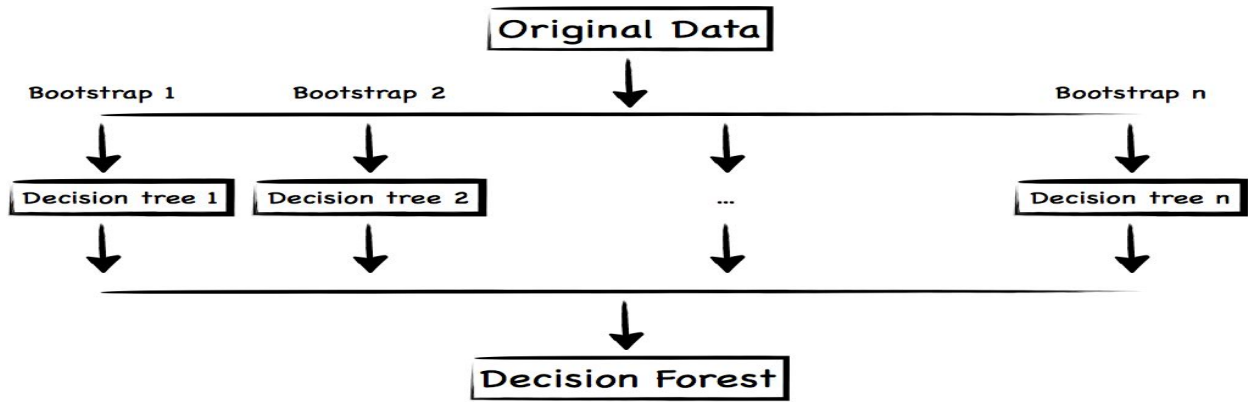 Original Data
Bootstrap 1
Bootstrap 2
Bootstrap n
Decision tree 1
Decision tree 2
...
Decision tree n
Decision Forest